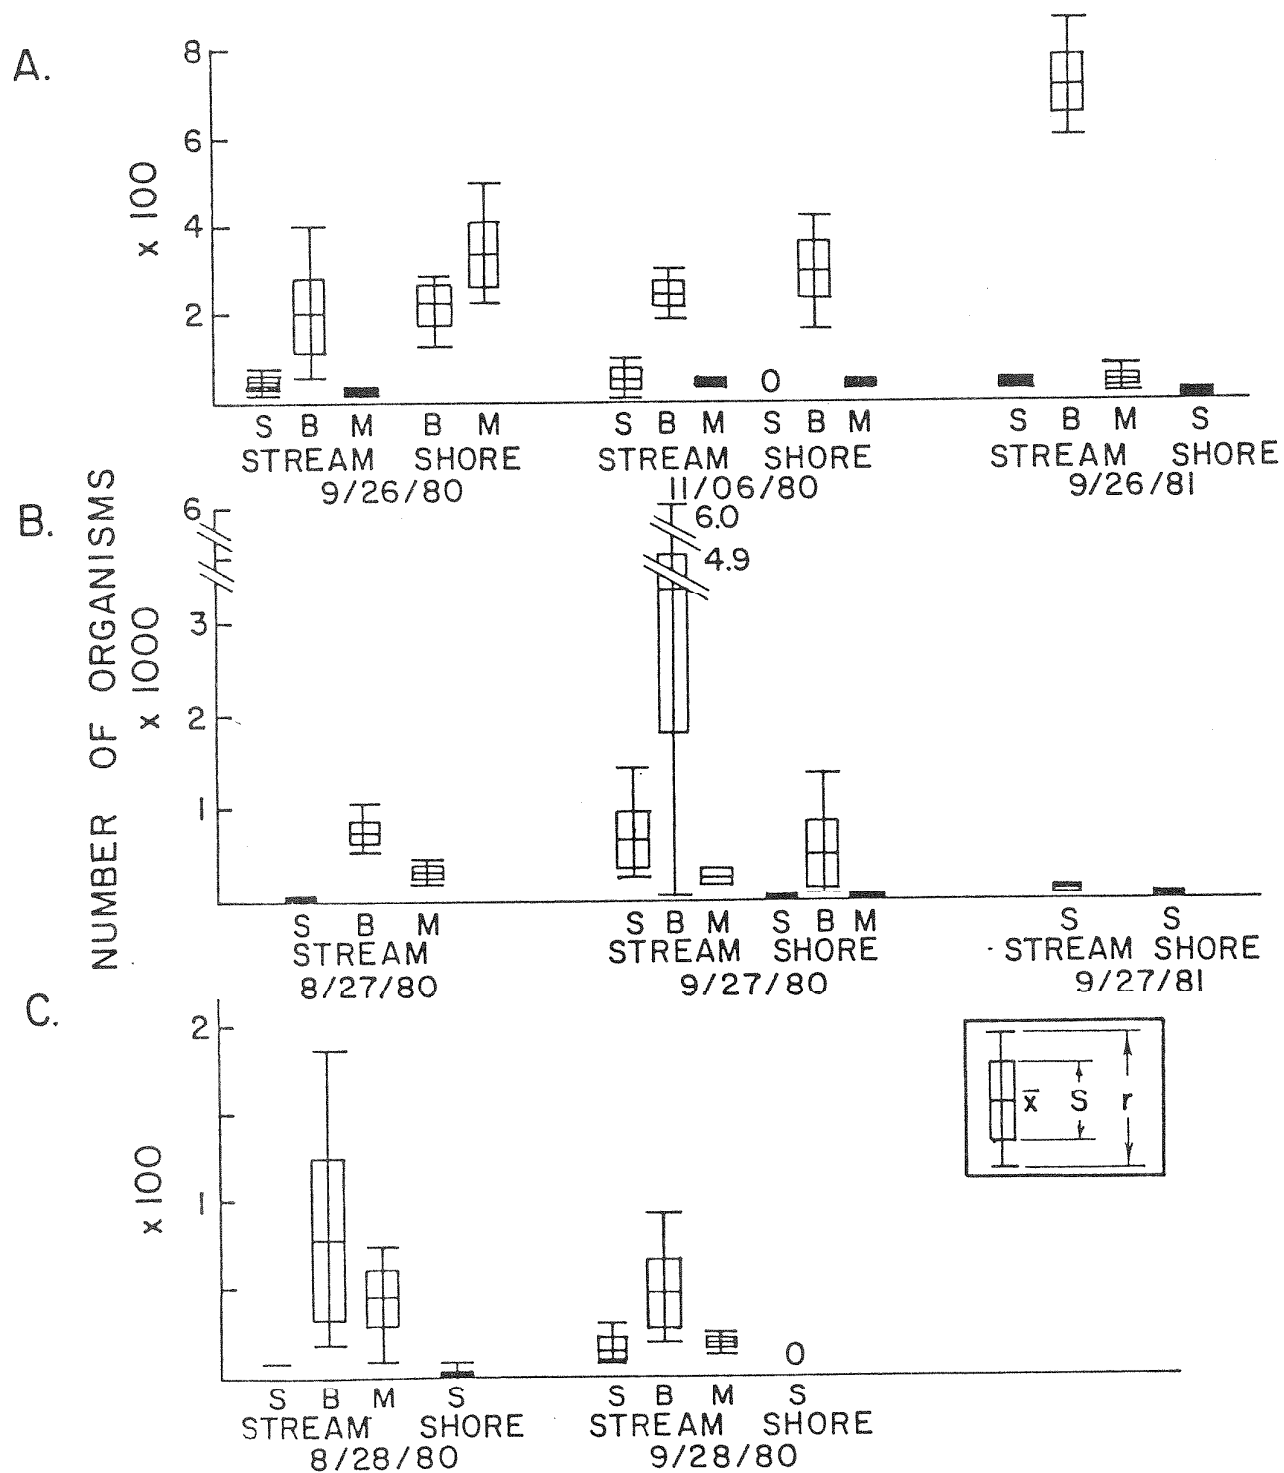 A.
8
6
4
2
x 100
S B M B M S B M S B M S B M S
STREAM SHORE STREAM SHORE STREAM SHORE
9/26/80 11/06/80 9/26/81
0
NUMBER OF ORGANISMS
B.
6
3
2
1
x 1000
6.0
4.9
S B M S B M S B M S S
STREAM STREAM SHORE STREAM SHORE
8/27/80 9/27/80 9/27/81
C.
2
1
x 100
x̄ S r
0
S B M S S B M S
STREAM SHORE STREAM SHORE
8/28/80 9/28/80